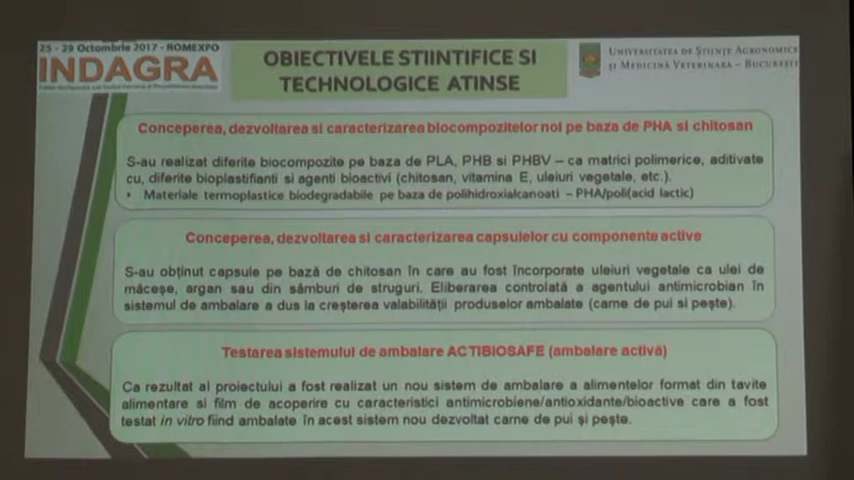 25 - 29 Octombrie 2017 - ROMEXPO
INDAGRA
OBIECTIVELE STIINTIFICE SI
TECHNOLOGICE ATINSE
UNIVERSITATEA DE ȘTIINȚE AGRONOMICE
ȘI MEDICINĂ VETERINARĂ – BUCUREȘTI
Conceperea, dezvoltarea si caracterizarea biocompozitelor noi pe baza de PHA si chitosan
S-au realizat diferite biocompozite pe baza de PLA, PHB si PHBV – ca matrici polimerice, aditivate
cu, diferite bioplastifianti si agenti bioactivi (chitosan, vitamina E, uleiuri vegetale, etc.).
• Materiale termoplastice biodegradabile pe baza de polihidroxialcanoati – PHA/poli(acid lactic)
Conceperea, dezvoltarea si caracterizarea capsulelor cu componente active
S-au obținut capsule pe bază de chitosan în care au fost încorporate uleiuri vegetale ca ulei de
măceșe, argan sau din sâmburi de struguri. Eliberarea controlată a agentului antimicrobian în
sistemul de ambalare a dus la creșterea valabilității produselor ambalate (carne de pui si pește).
Testarea sistemului de ambalare ACTIBIOSAFE (ambalare activă)
Ca rezultat al proiectului a fost realizat un nou sistem de ambalare a alimentelor format din tavite
alimentare si film de acoperire cu caracteristici antimicrobiene/antioxidante/bioactive care a fost
testat in vitro fiind ambalate în acest sistem nou dezvoltat carne de pui și pește.